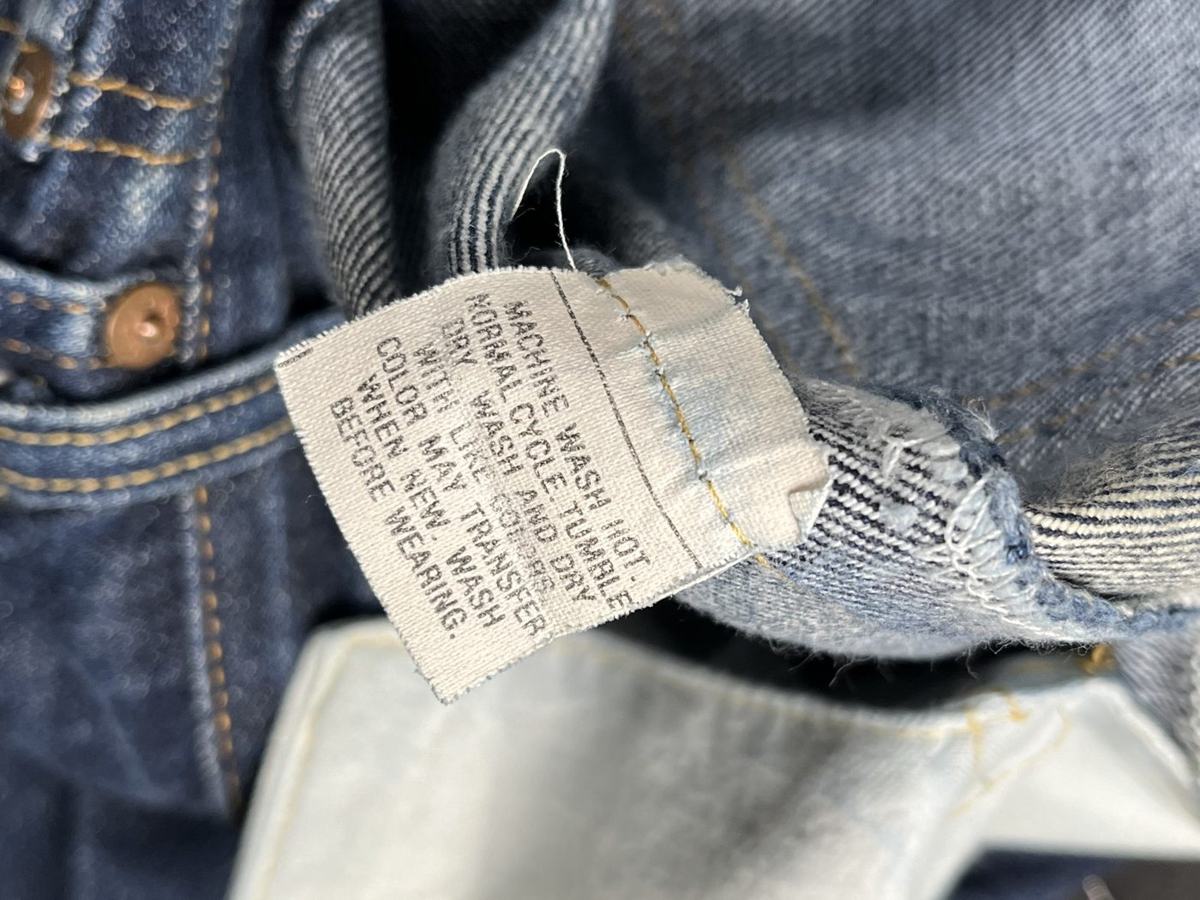 MACHINE WASH HOT.
NORMAL CYCLE. TUMBLE
DRY. WASH AND DRY
WITH LIKE COLORS
COLOR MAY TRANSFER
WHEN NEW. WASH
BEFORE WEARING.